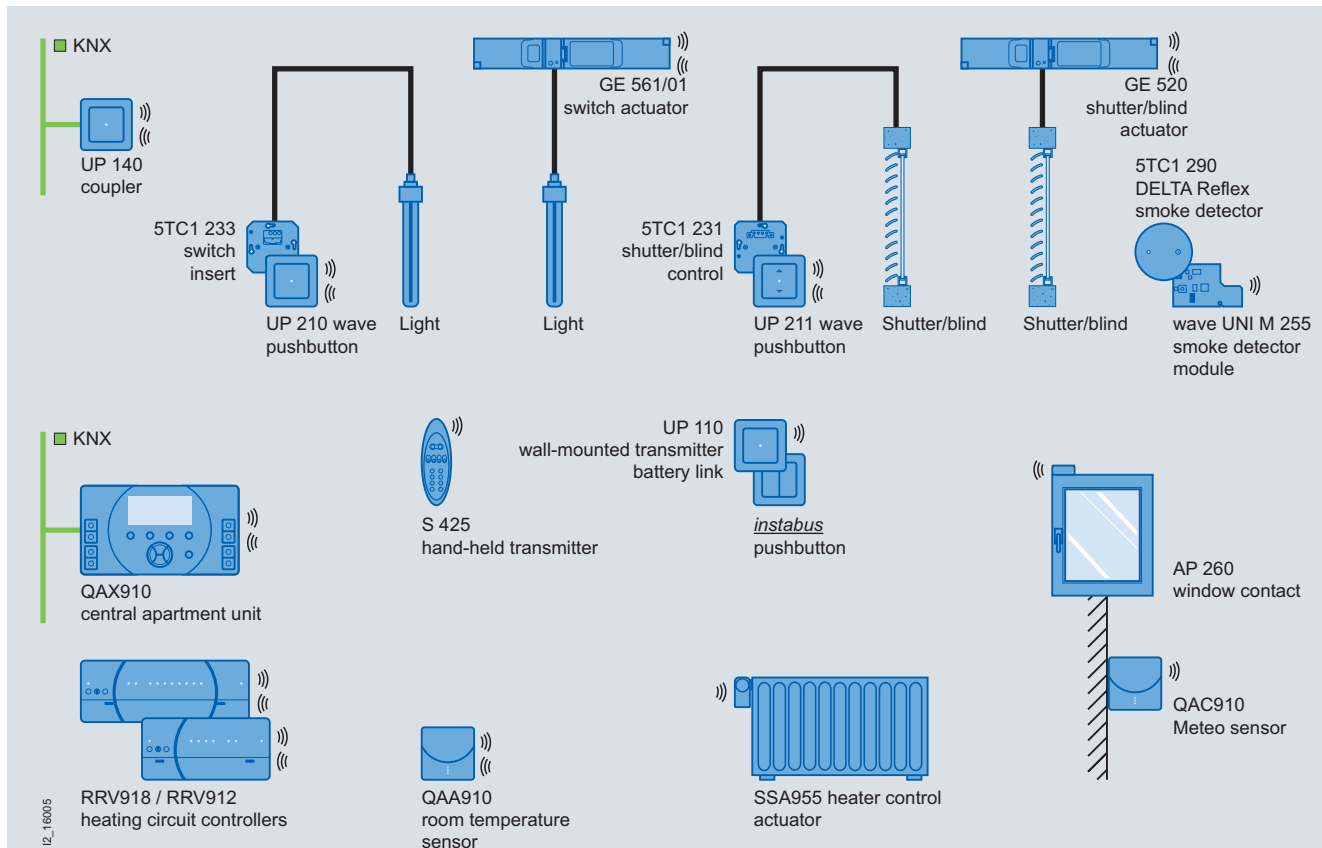 KNX
UP 140
coupler
5TC1 233
switch
insert
UP 210 wave
pushbutton
Light
GE 561/01
switch actuator
Light
5TC1 231
shutter/blind
control
UP 211 wave
pushbutton
Shutter/blind
GE 520
shutter/blind
actuator
Shutter/blind
5TC1 290
DELTA Reflex
smoke detector
wave UNI M 255
smoke detector
module
KNX
QAX910
central apartment unit
S 425
hand-held transmitter
UP 110
wall-mounted transmitter
battery link
instabus
pushbutton
AP 260
window contact
QAC910
Meteo sensor
RRV918 / RRV912
heating circuit controllers
QAA910
room temperature
sensor
SSA955 heater control
actuator
I2_16005